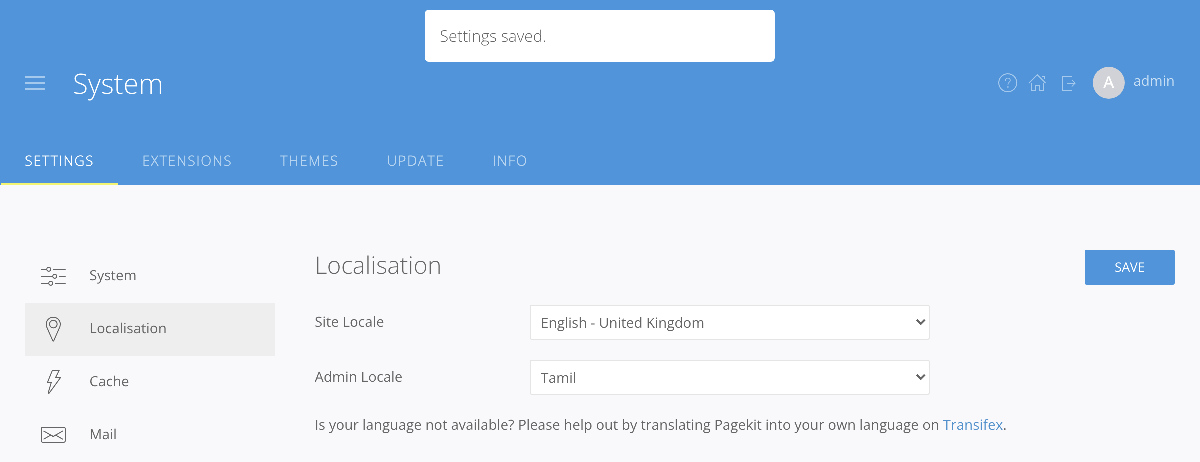 Settings saved.
System
A admin
SETTINGS EXTENSIONS THEMES UPDATE INFO
System
Localisation
Cache
Mail
Localisation
SAVE
Site Locale English - United Kingdom
Admin Locale Tamil
Is your language not available? Please help out by translating Pagekit into your own language on Transifex.